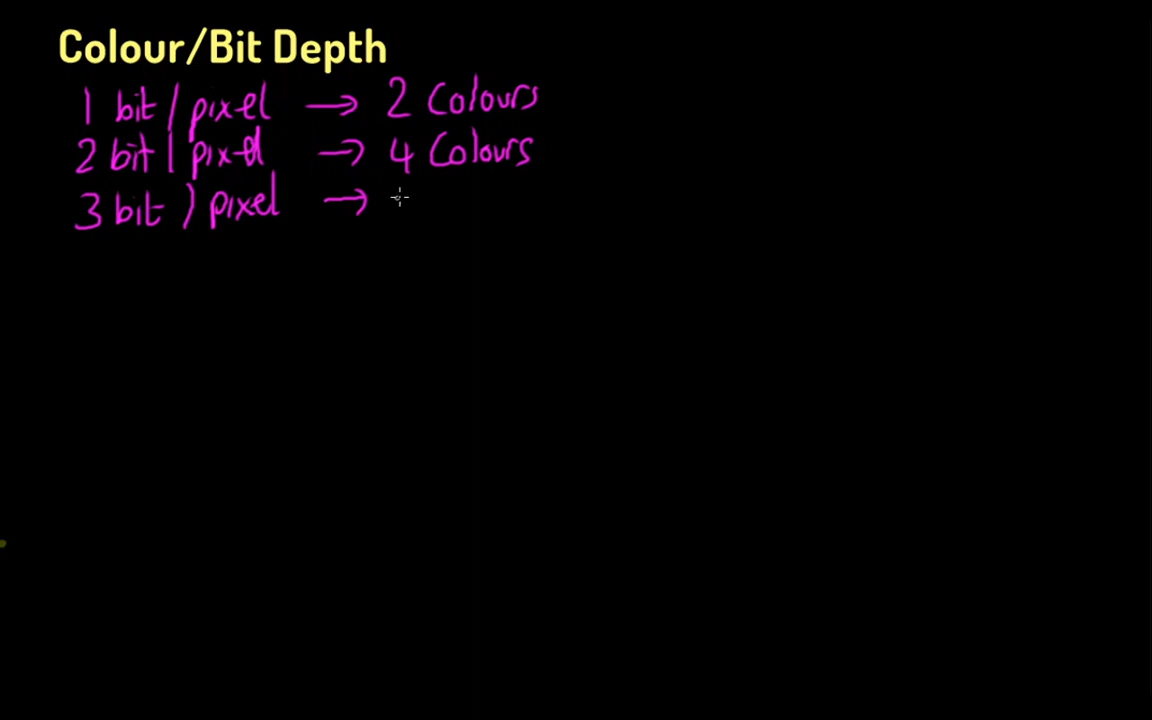 Colour/Bit Depth
1 bit / pixel → 2 Colours
2 bit / pixel → 4 Colours
3 bit / pixel →